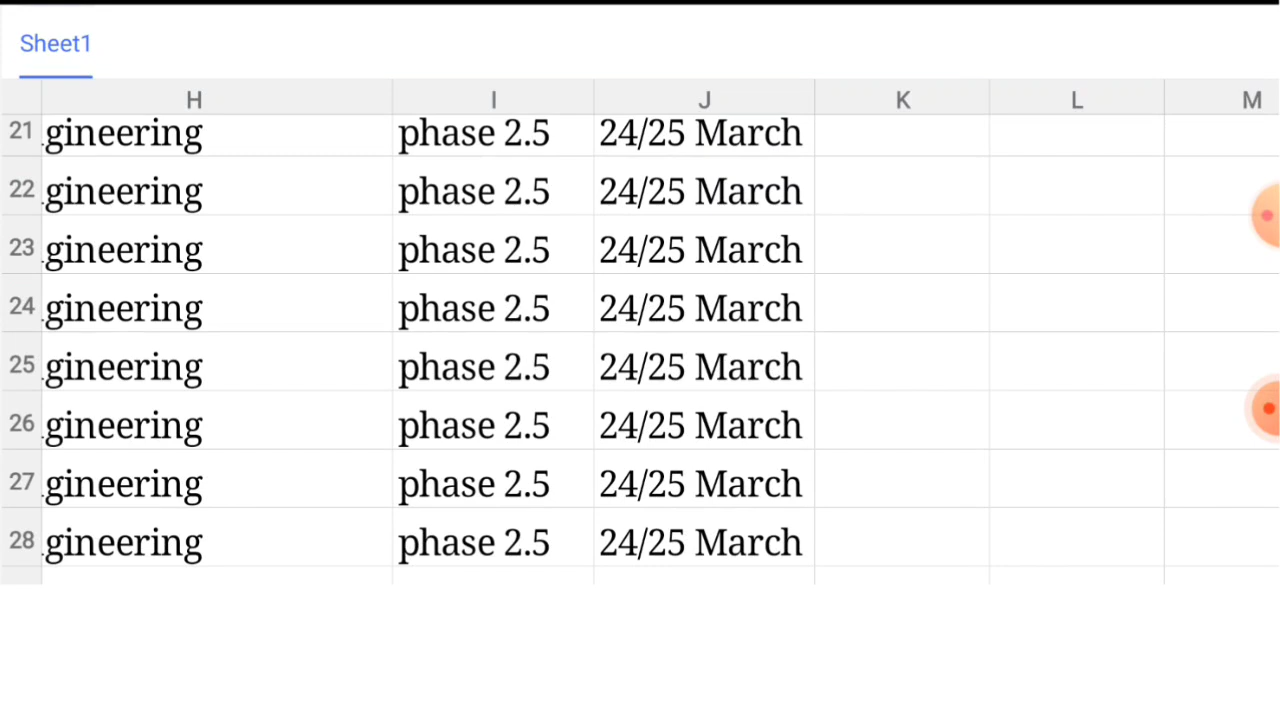 Sheet1
H I J K L M
21 gineering phase 2.5 24/25 March
22 gineering phase 2.5 24/25 March
23 gineering phase 2.5 24/25 March
24 gineering phase 2.5 24/25 March
25 gineering phase 2.5 24/25 March
26 gineering phase 2.5 24/25 March
27 gineering phase 2.5 24/25 March
28 gineering phase 2.5 24/25 March